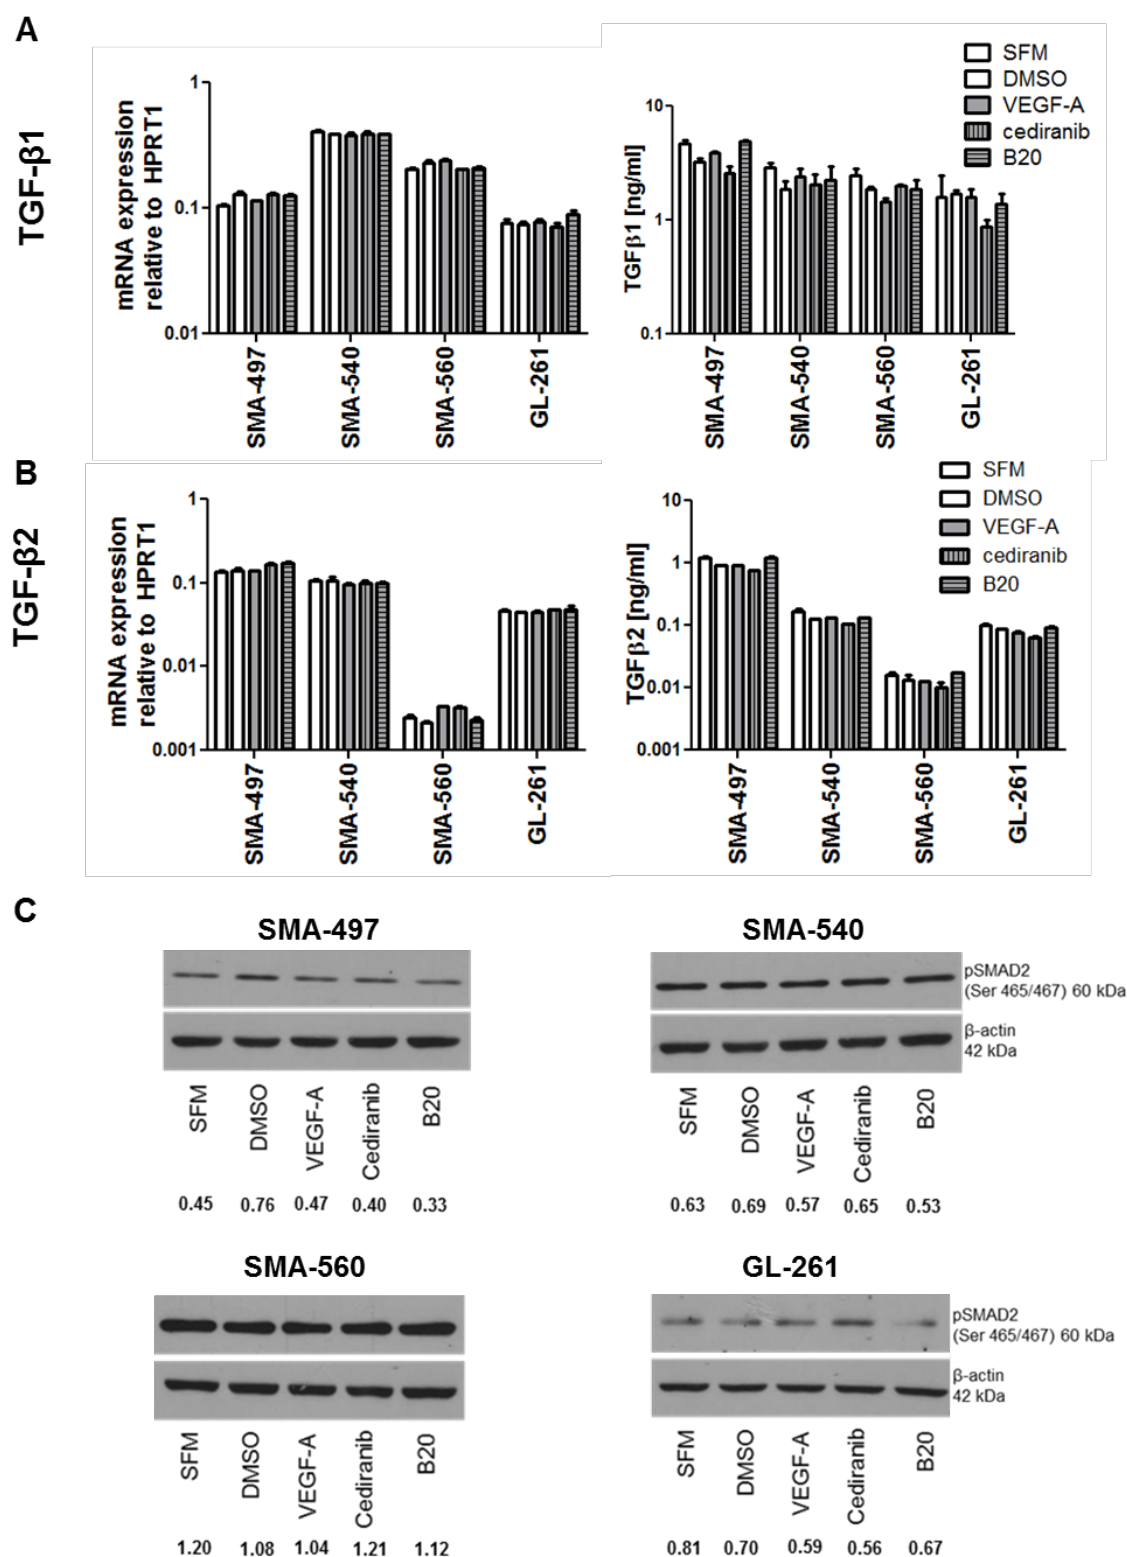 A
TGF-β1
mRNA expression
relative to HPRT1
1
0.1
0.01
SMA-497
SMA-540
SMA-560
GL-261
TGFβ1 [ng/ml]
10
1
0.1
SMA-497
SMA-540
SMA-560
GL-261
SFM
DMSO
VEGF-A
cediranib
B20
B
TGF-β2
mRNA expression
relative to HPRT1
1
0.1
0.01
0.001
SMA-497
SMA-540
SMA-560
GL-261
TGFβ2 [ng/ml]
10
1
0.1
0.01
0.001
SMA-497
SMA-540
SMA-560
GL-261
SFM
DMSO
VEGF-A
cediranib
B20
C
SMA-497
SFM
DMSO
VEGF-A
Cediranib
B20
0.45 0.76 0.47 0.40 0.33
SMA-540
pSMAD2
(Ser 465/467) 60 kDa
β-actin
42 kDa
SFM
DMSO
VEGF-A
Cediranib
B20
0.63 0.69 0.57 0.65 0.53
SMA-560
SFM
DMSO
VEGF-A
Cediranib
B20
1.20 1.08 1.04 1.21 1.12
GL-261
pSMAD2
(Ser 465/467) 60 kDa
β-actin
42 kDa
SFM
DMSO
VEGF-A
Cediranib
B20
0.81 0.70 0.59 0.56 0.67